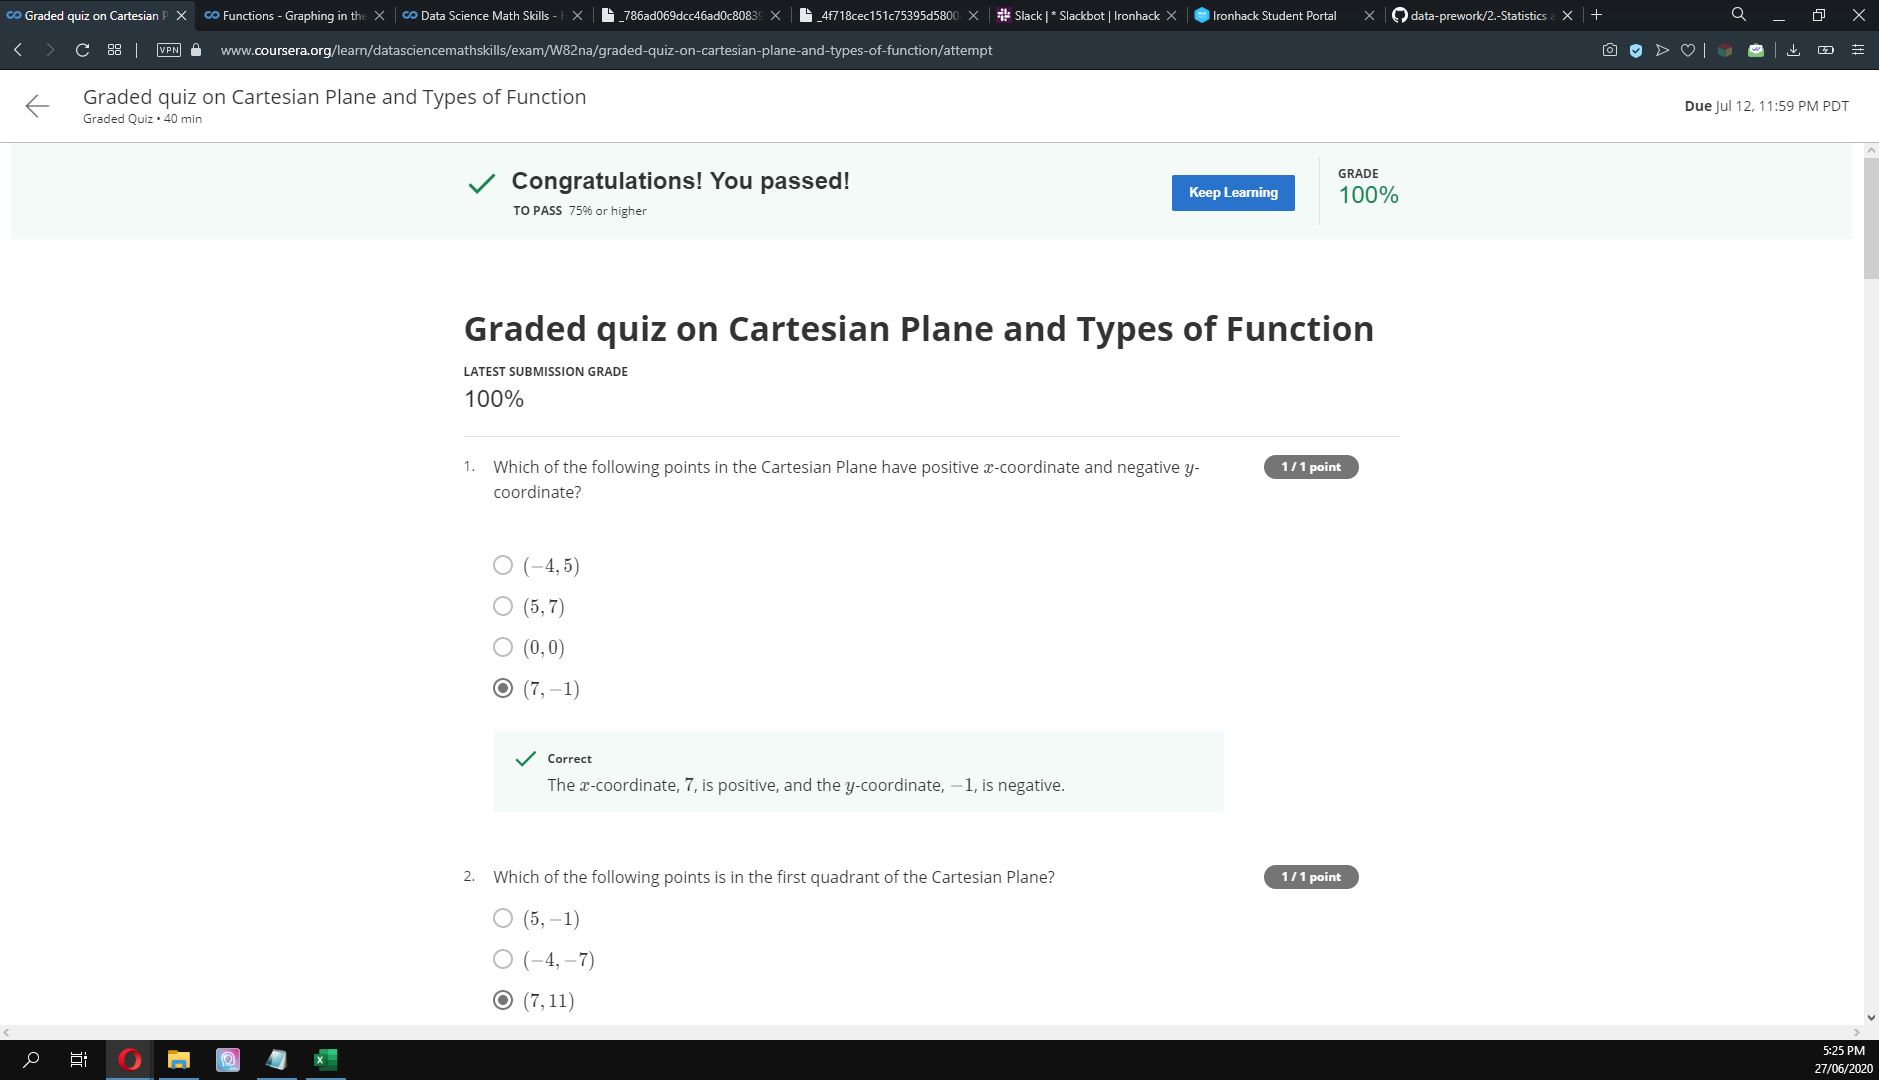 Graded quiz on Cartesian P
Functions - Graphing in the
Data Science Math Skills -
_786ad069dcc46ad0c80839
_4f718cec151c75395d5800
Slack | * Slackbot | Ironhack
Ironhack Student Portal
data-prework/2.-Statistics a
VPN
www.coursera.org/learn/datasciencemathskills/exam/W82na/graded-quiz-on-cartesian-plane-and-types-of-function/attempt
Graded quiz on Cartesian Plane and Types of Function
Graded Quiz • 40 min
Due Jul 12, 11:59 PM PDT
Congratulations! You passed!
TO PASS 75% or higher
Keep Learning
GRADE
100%
Graded quiz on Cartesian Plane and Types of Function
LATEST SUBMISSION GRADE
100%
1. Which of the following points in the Cartesian Plane have positive x-coordinate and negative y-
coordinate?
1 / 1 point
(−4, 5)
(5, 7)
(0, 0)
(7, −1)
Correct
The x-coordinate, 7, is positive, and the y-coordinate, −1, is negative.
2. Which of the following points is in the first quadrant of the Cartesian Plane?
1 / 1 point
(5, −1)
(−4, −7)
(7, 11)
5:25 PM
27/06/2020